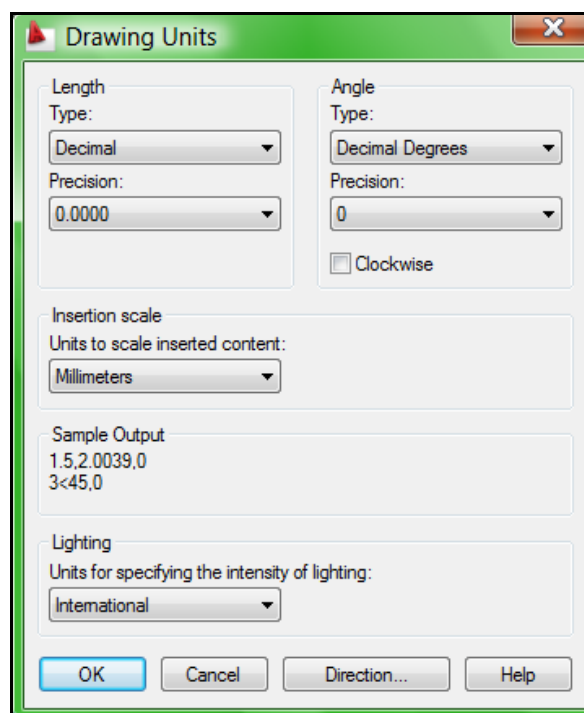 Drawing Units
Length
Type:
Decimal
Precision:
0.0000
Angle
Type:
Decimal Degrees
Precision:
0
Clockwise
Insertion scale
Units to scale inserted content:
Millimeters
Sample Output
1.5,2.0039,0
3<45,0
Lighting
Units for specifying the intensity of lighting:
International
OK Cancel Direction... Help